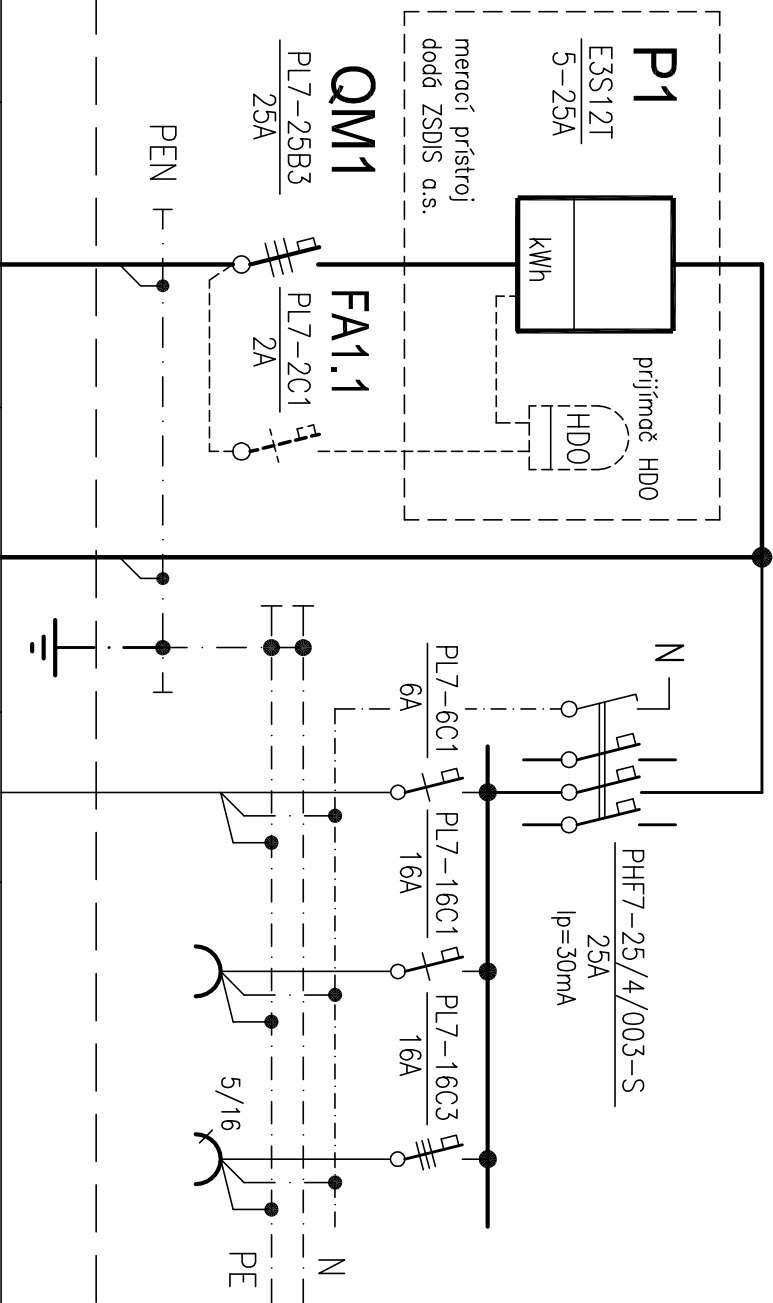 P1
E3S12T
5-25A
merací prístroj
dodá ZSDIS a.s.
kWh
prijímač HDO
HDO
QM1
PL7-25B3
25A
FA1.1
PL7-2C1
2A
PEN
N
PHF7-25/4/003-S
25A
Ip=30mA
PL7-6C1
6A
PL7-16C1
16A
PL7-16C3
16A
5/16
N
PE